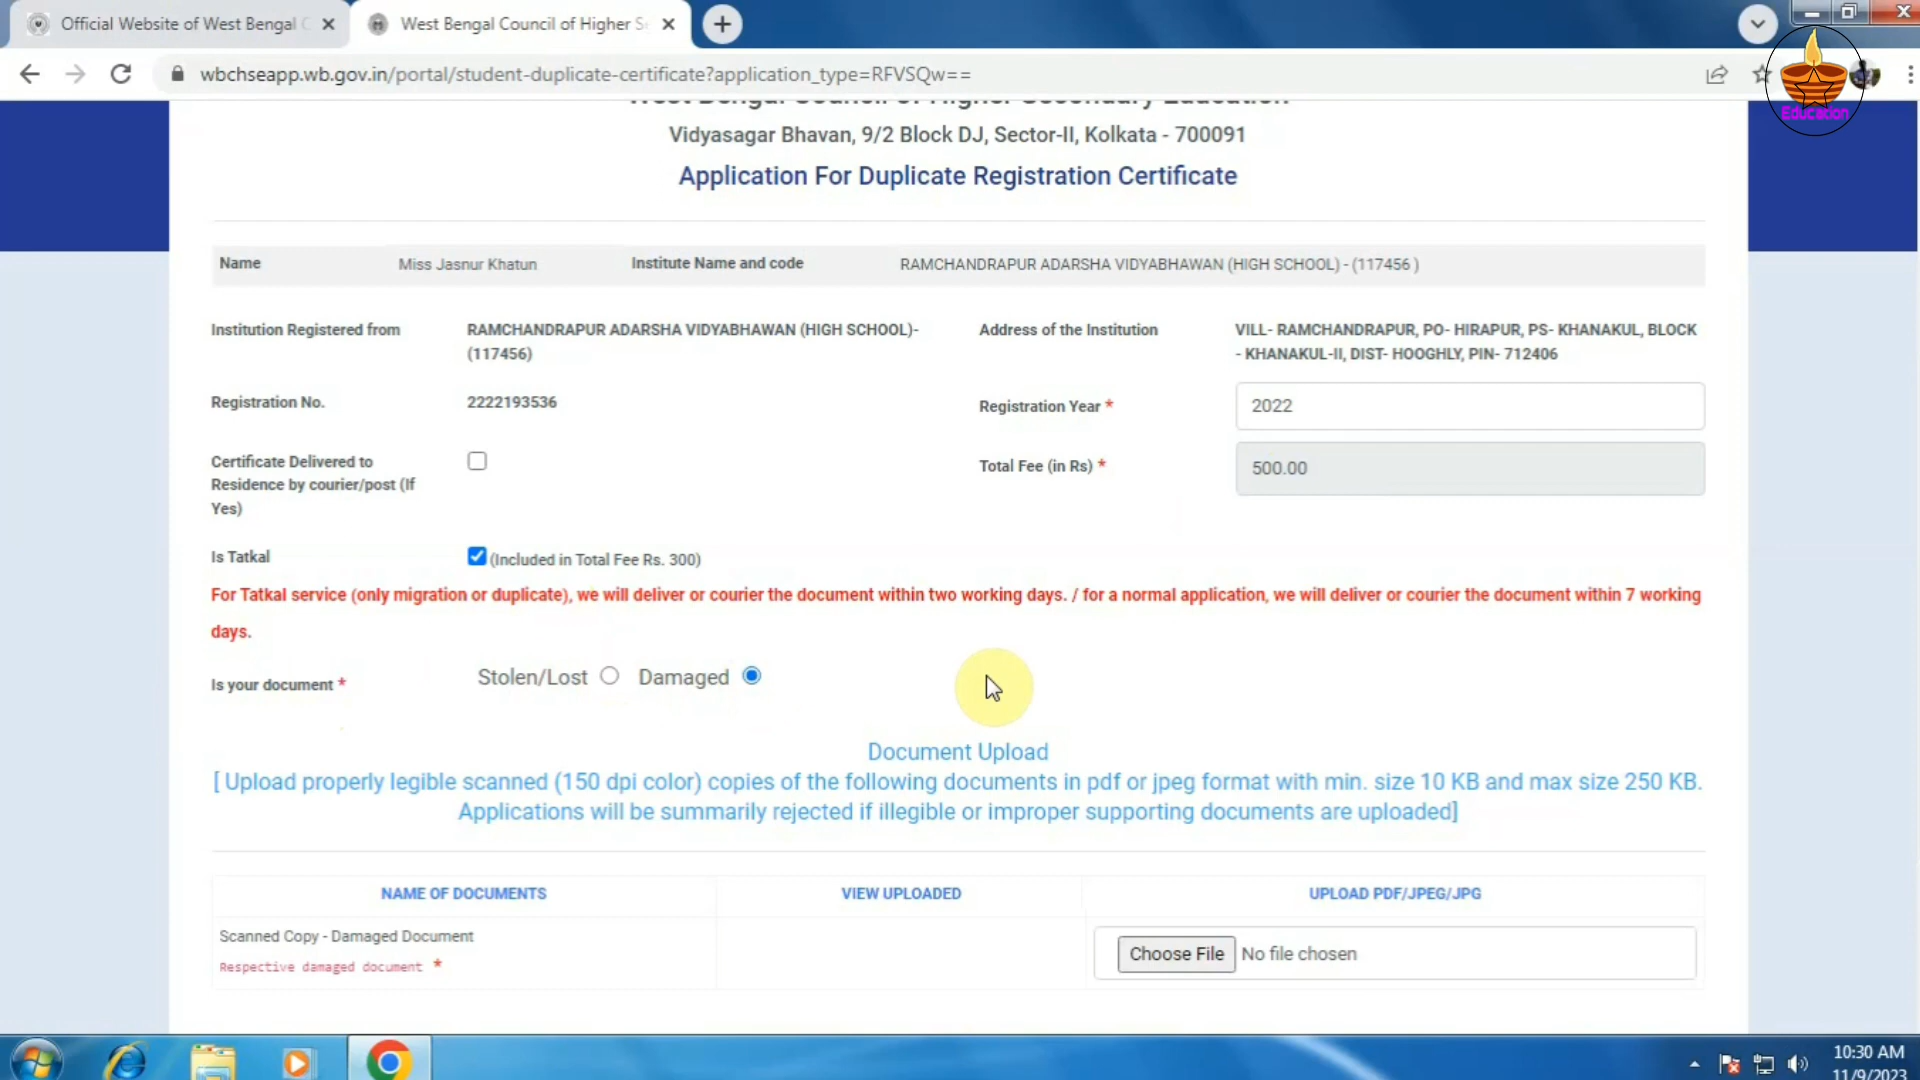 Official Website of West Bengal C
West Bengal Council of Higher Se
wbchseapp.wb.gov.in/portal/student-duplicate-certificate?application_type=RFVSQw==
Education
West Bengal Council of Higher Secondary Education
Vidyasagar Bhavan, 9/2 Block DJ, Sector-II, Kolkata - 700091
Application For Duplicate Registration Certificate
Name Miss Jasnur Khatun Institute Name and code RAMCHANDRAPUR ADARSHA VIDYABHAWAN (HIGH SCHOOL) - (117456 )
Institution Registered from RAMCHANDRAPUR ADARSHA VIDYABHAWAN (HIGH SCHOOL)- Address of the Institution VILL- RAMCHANDRAPUR, PO- HIRAPUR, PS- KHANAKUL, BLOCK
(117456) - KHANAKUL-II, DIST- HOOGHLY, PIN- 712406
Registration No. 2222193536 Registration Year * 2022
Certificate Delivered to Total Fee (in Rs) * 500.00
Residence by courier/post (If
Yes)
Is Tatkal (Included in Total Fee Rs. 300)
For Tatkal service (only migration or duplicate), we will deliver or courier the document within two working days. / for a normal application, we will deliver or courier the document within 7 working
days.
Is your document * Stolen/Lost Damaged
Document Upload
[ Upload properly legible scanned (150 dpi color) copies of the following documents in pdf or jpeg format with min. size 10 KB and max size 250 KB.
Applications will be summarily rejected if illegible or improper supporting documents are uploaded]
NAME OF DOCUMENTS VIEW UPLOADED UPLOAD PDF/JPEG/JPG
Scanned Copy - Damaged Document
Respective damaged document *
Choose File No file chosen
10:30 AM
11/9/2023